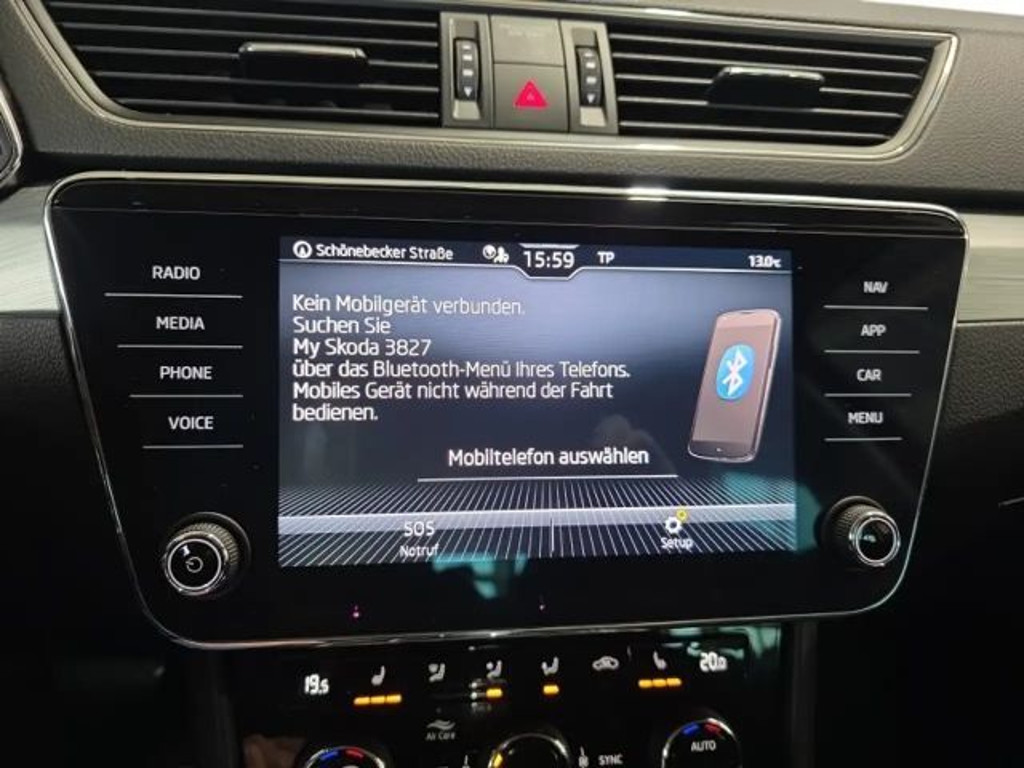 Schönebecker Straße 15:59 TP 13.0°C
RADIO
MEDIA
PHONE
VOICE
Kein Mobilgerät verbunden.
Suchen Sie
My Skoda 3827
über das Bluetooth-Menü Ihres Telefons.
Mobiles Gerät nicht während der Fahrt
bedienen.
Mobiltelefon auswählen
SOS
Notruf
Setup
NAV
APP
CAR
MENU
19.5
20.0
Air Care
SYNC
AUTO